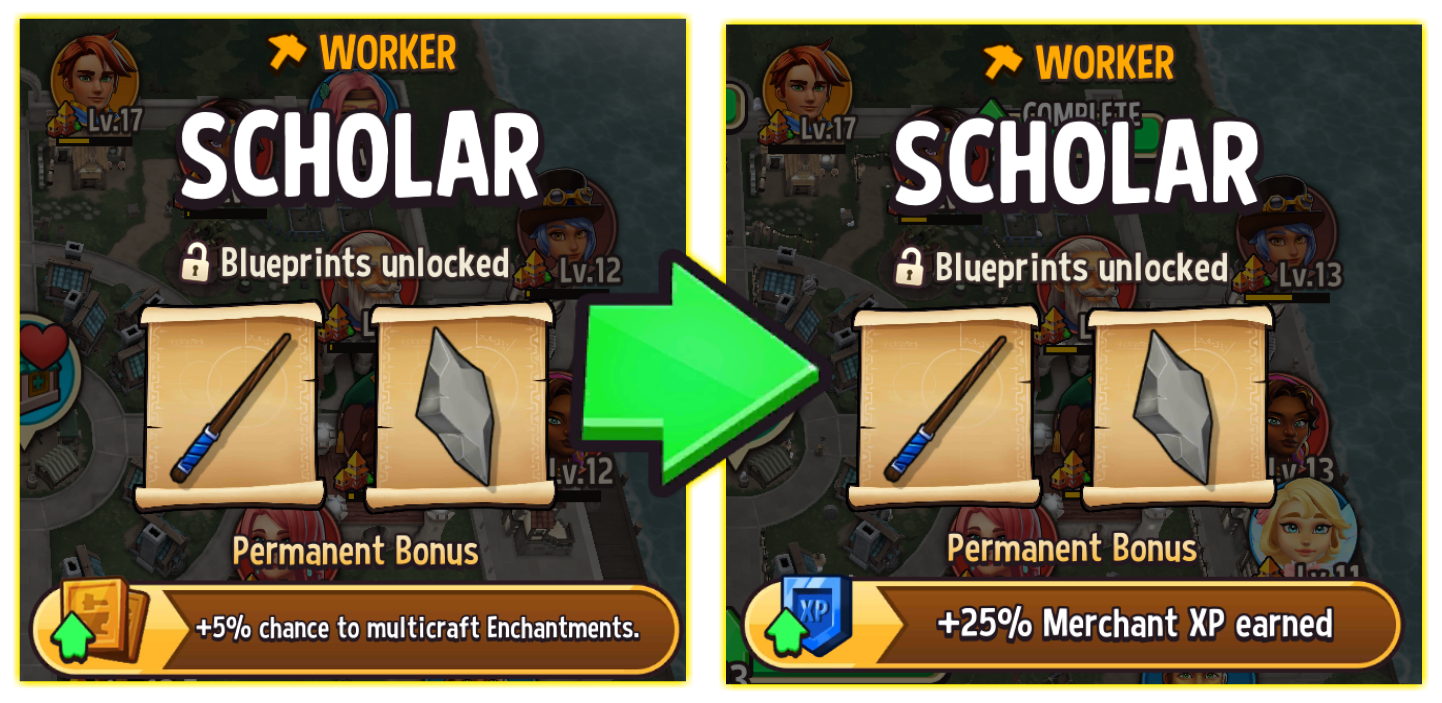 WORKER
Lv.17
SCHOLAR
Blueprints unlocked
Lv.12
Lv.12
Permanent Bonus
+5% chance to multicraft Enchantments.
WORKER
COMPLETE
Lv.17
SCHOLAR
Blueprints unlocked
Lv.13
Lv.13
Permanent Bonus
XP
+25% Merchant XP earned